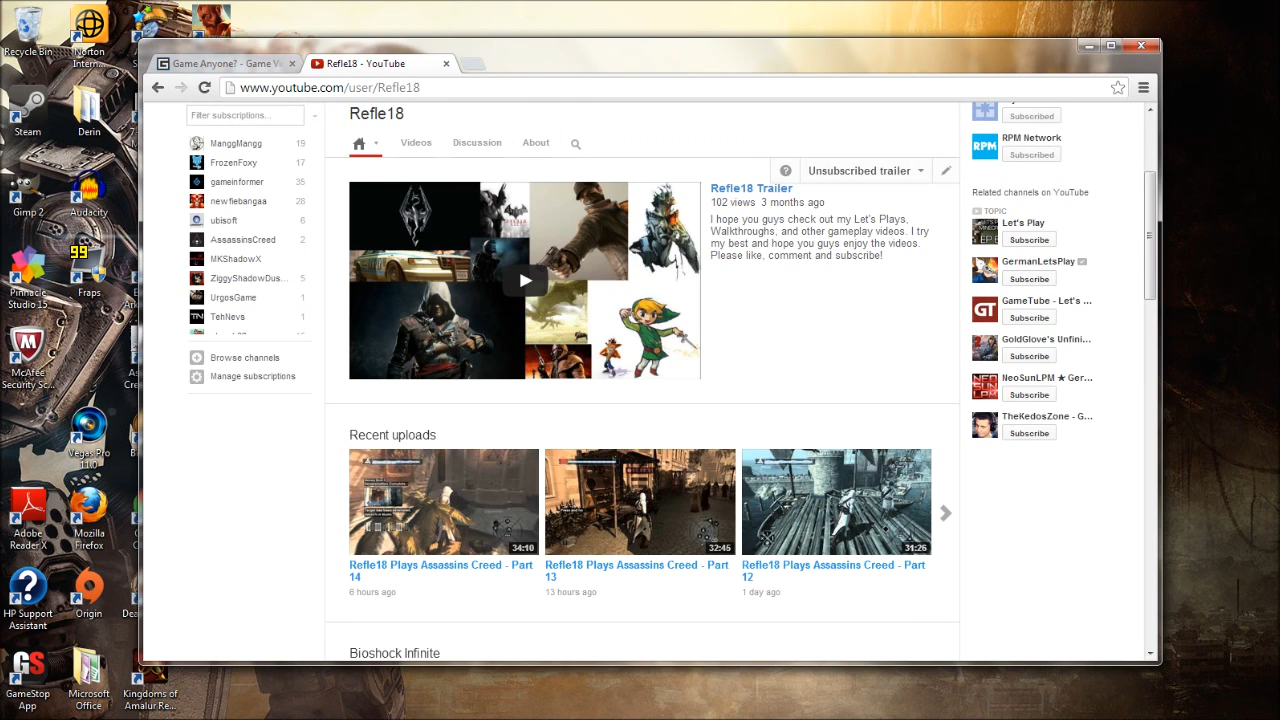 Recycle Bin
Norton
Intern...
Steam
Derin
Gimp 2
Audacity
99
Pinnacle
Studio 15
Fraps
McAfee
Security Sc...
Vegas Pro
11.0
Adobe
Reader X
Mozilla
Firefox
HP Support
Assistant
Origin
GS
GameStop
App
Microsoft
Office
Kingdoms of
Amalur Re...
Game Anyone? - Game V
Refle18 - YouTube
www.youtube.com/user/Refle18
Filter subscriptions...
ManggMangg 19
FrozenFoxy 17
gameinformer 35
newfiebangaa 28
ubisoft 6
AssassinsCreed 2
MKShadowX
ZiggyShadowDus... 5
UrgosGame 1
TehNevs 1
Browse channels
Manage subscriptions
Refle18
Videos
Discussion
About
Unsubscribed trailer
Refle18 Trailer
102 views 3 months ago
I hope you guys check out my Let's Plays,
Walkthroughs, and other gameplay videos. I try
my best and hope you guys enjoy the videos.
Please like, comment and subscribe!
Recent uploads
34:10
32:45
31:26
Refle18 Plays Assassins Creed - Part
14
6 hours ago
Refle18 Plays Assassins Creed - Part
13
13 hours ago
Refle18 Plays Assassins Creed - Part
12
1 day ago
Bioshock Infinite
Subscribed
RPM
RPM Network
Subscribed
Related channels on YouTube
TOPIC
Let's Play
Subscribe
GermanLetsPlay
Subscribe
GT
GameTube - Let's ...
Subscribe
GoldGlove's Unfini...
Subscribe
NEO
SUN
LPM
NeoSunLPM ★ Ger...
Subscribe
TheKedosZone - G...
Subscribe